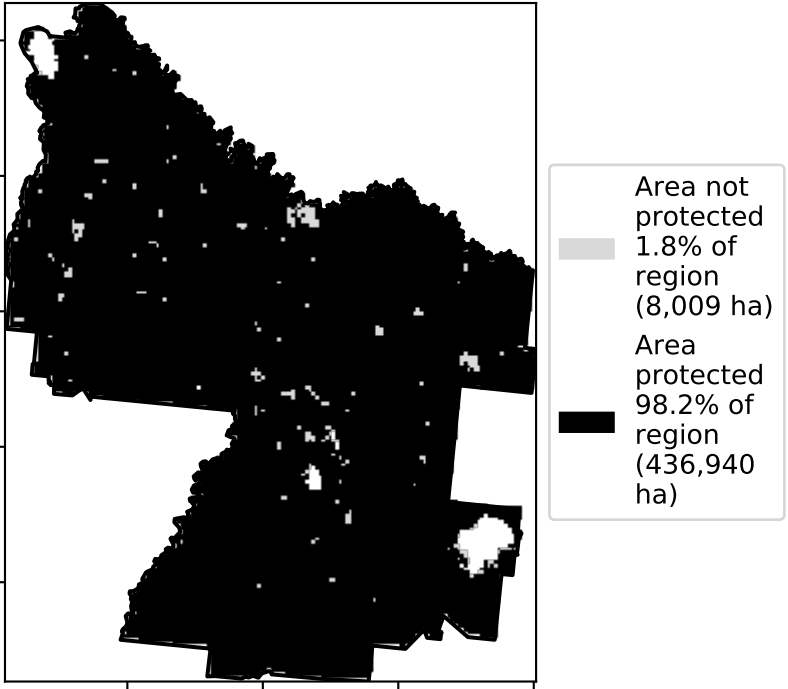 Area not
protected
1.8% of
region
(8,009 ha)
Area
protected
98.2% of
region
(436,940
ha)